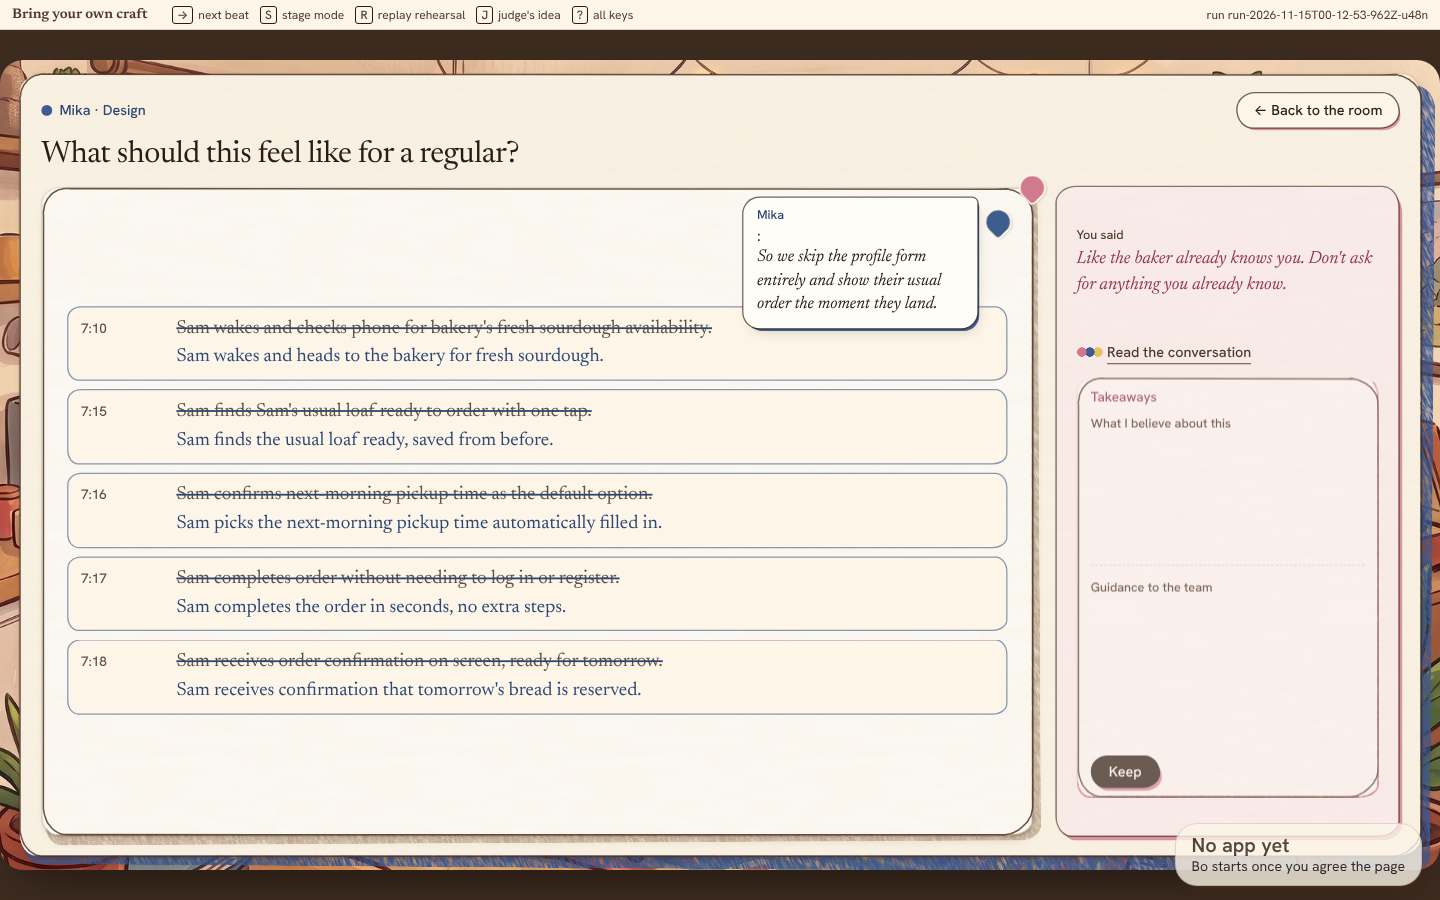 Bring your own craft → next beat S stage mode R replay rehearsal J judge's idea ? all keys run run-2026-11-15T00-12-53-962Z-u48n
Mika · Design
← Back to the room
What should this feel like for a regular?
Mika
:
So we skip the profile form
entirely and show their usual
order the moment they land.
7:10 Sam wakes and checks phone for bakery's fresh sourdough availability.
Sam wakes and heads to the bakery for fresh sourdough.
7:15 Sam finds Sam's usual loaf ready to order with one tap.
Sam finds the usual loaf ready, saved from before.
7:16 Sam confirms next-morning pickup time as the default option.
Sam picks the next-morning pickup time automatically filled in.
7:17 Sam completes order without needing to log in or register.
Sam completes the order in seconds, no extra steps.
7:18 Sam receives order confirmation on screen, ready for tomorrow.
Sam receives confirmation that tomorrow's bread is reserved.
You said
Like the baker already knows you. Don't ask
for anything you already know.
Read the conversation
Takeaways
What I believe about this
Guidance to the team
Keep
No app yet
Bo starts once you agree the page